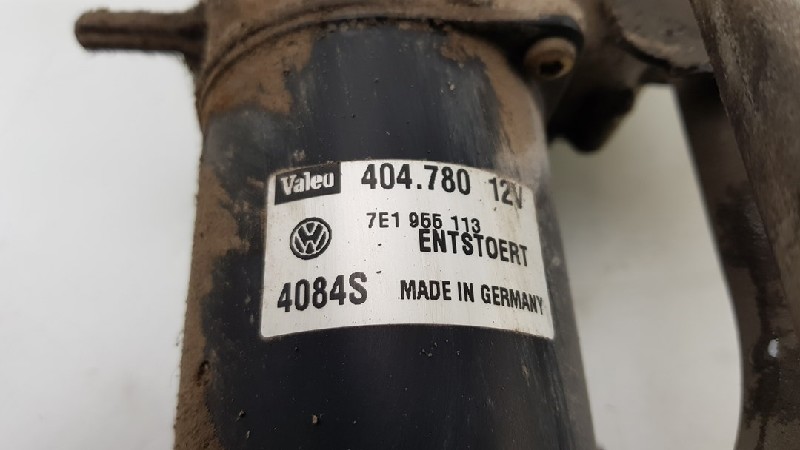 Valeo 404.780 12V
7E1 955 113
ENTSTOERT
4084S MADE IN GERMANY